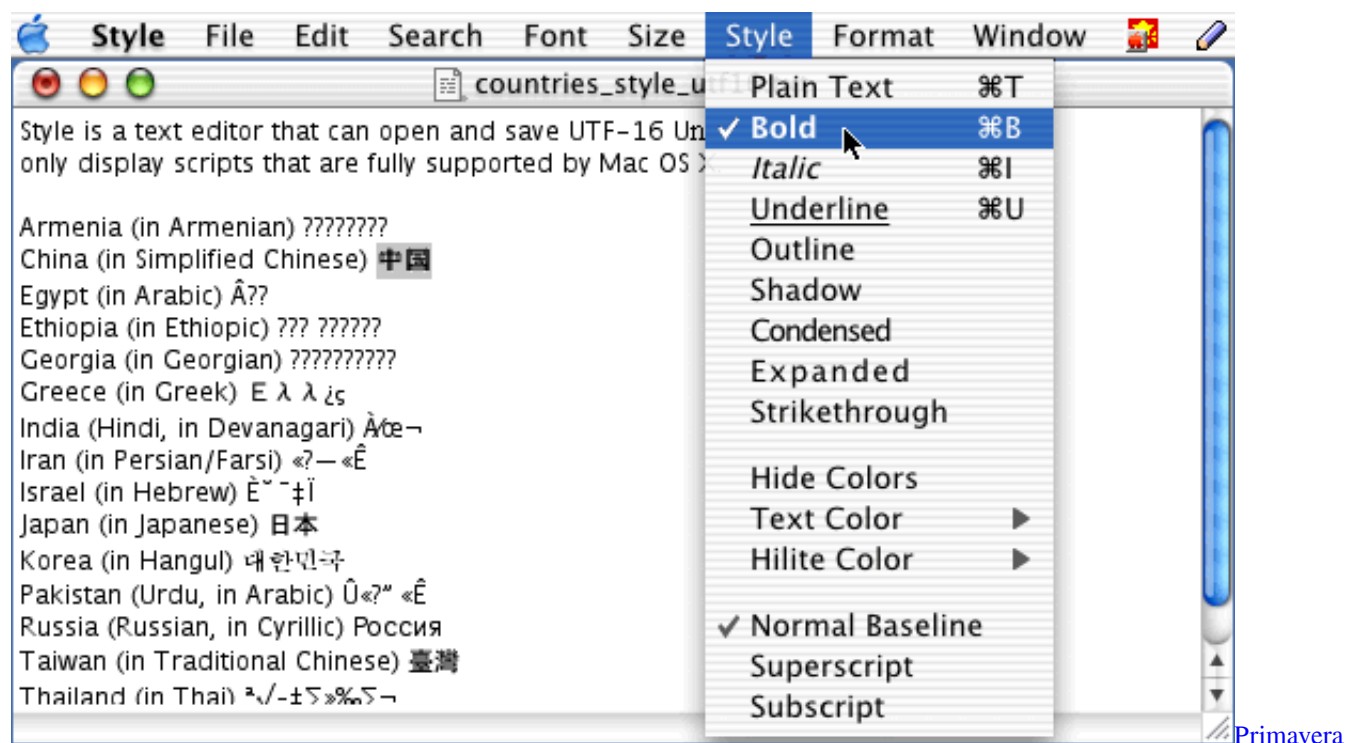 Style File Edit Search Font Size Style Format Window
countries_style_u
Style is a text editor that can open and save UTF-16 Un
only display scripts that are fully supported by Mac OS X
Armenia (in Armenian) ????????
China (in Simplified Chinese) 中国
Egypt (in Arabic) Â??
Ethiopia (in Ethiopic) ??? ??????
Georgia (in Georgian) ??????????
Greece (in Greek) Ελλ¿ς
India (Hindi, in Devanagari) À⁄œ¬
Iran (in Persian/Farsi) «?—«Ê
Israel (in Hebrew) È˘¯‡Ï
Japan (in Japanese) 日本
Korea (in Hangul) 대한민국
Pakistan (Urdu, in Arabic) Û«?” «Ê
Russia (Russian, in Cyrillic) Россия
Taiwan (in Traditional Chinese) 臺灣
Thailand (in Thai) ª√-±∑»‰∑¬
Plain Text ⌘T
✓ Bold ⌘B
Italic ⌘I
Underline ⌘U
Outline
Shadow
Condensed
Expanded
Strikethrough
Hide Colors
Text Color ▶
Hilite Color ▶
✓ Normal Baseline
Superscript
Subscript
Primavera